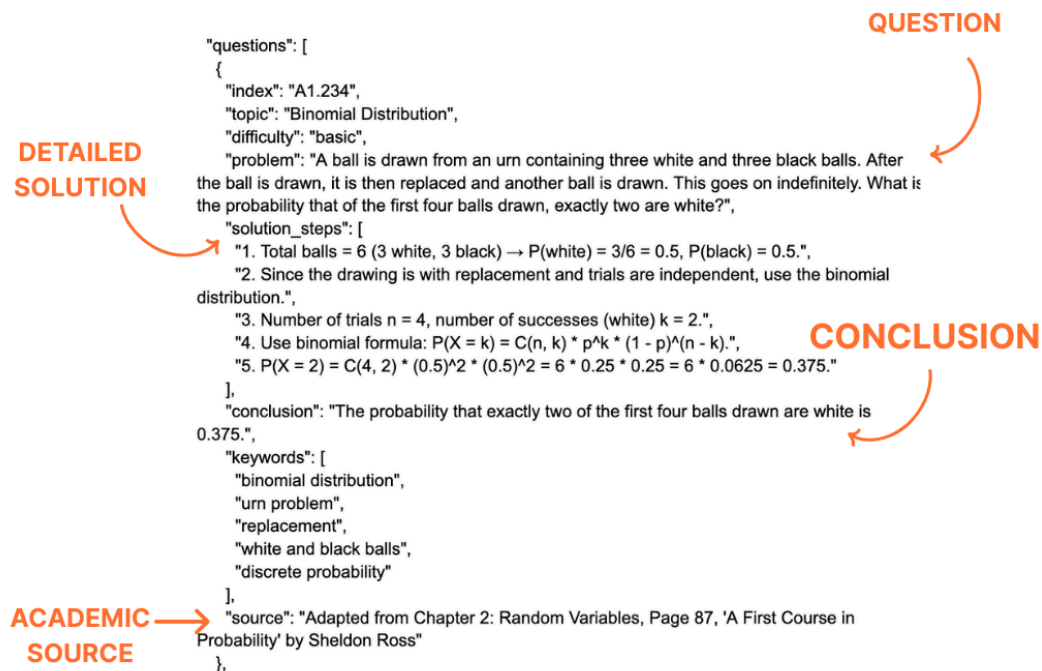 QUESTION
"questions": [
{
"index": "A1.234",
"topic": "Binomial Distribution",
"difficulty": "basic",
DETAILED
SOLUTION
"problem": "A ball is drawn from an urn containing three white and three black balls. After
the ball is drawn, it is then replaced and another ball is drawn. This goes on indefinitely. What is
the probability that of the first four balls drawn, exactly two are white?",
"solution_steps": [
"1. Total balls = 6 (3 white, 3 black) → P(white) = 3/6 = 0.5, P(black) = 0.5.",
"2. Since the drawing is with replacement and trials are independent, use the binomial
distribution.",
"3. Number of trials n = 4, number of successes (white) k = 2.",
CONCLUSION
"4. Use binomial formula: P(X = k) = C(n, k) * p^k * (1 - p)^(n - k).",
"5. P(X = 2) = C(4, 2) * (0.5)^2 * (0.5)^2 = 6 * 0.25 * 0.25 = 6 * 0.0625 = 0.375."
],
"conclusion": "The probability that exactly two of the first four balls drawn are white is
0.375.",
"keywords": [
"binomial distribution",
"urn problem",
"replacement",
"white and black balls",
"discrete probability"
],
ACADEMIC
SOURCE
"source": "Adapted from Chapter 2: Random Variables, Page 87, 'A First Course in
Probability' by Sheldon Ross"
},